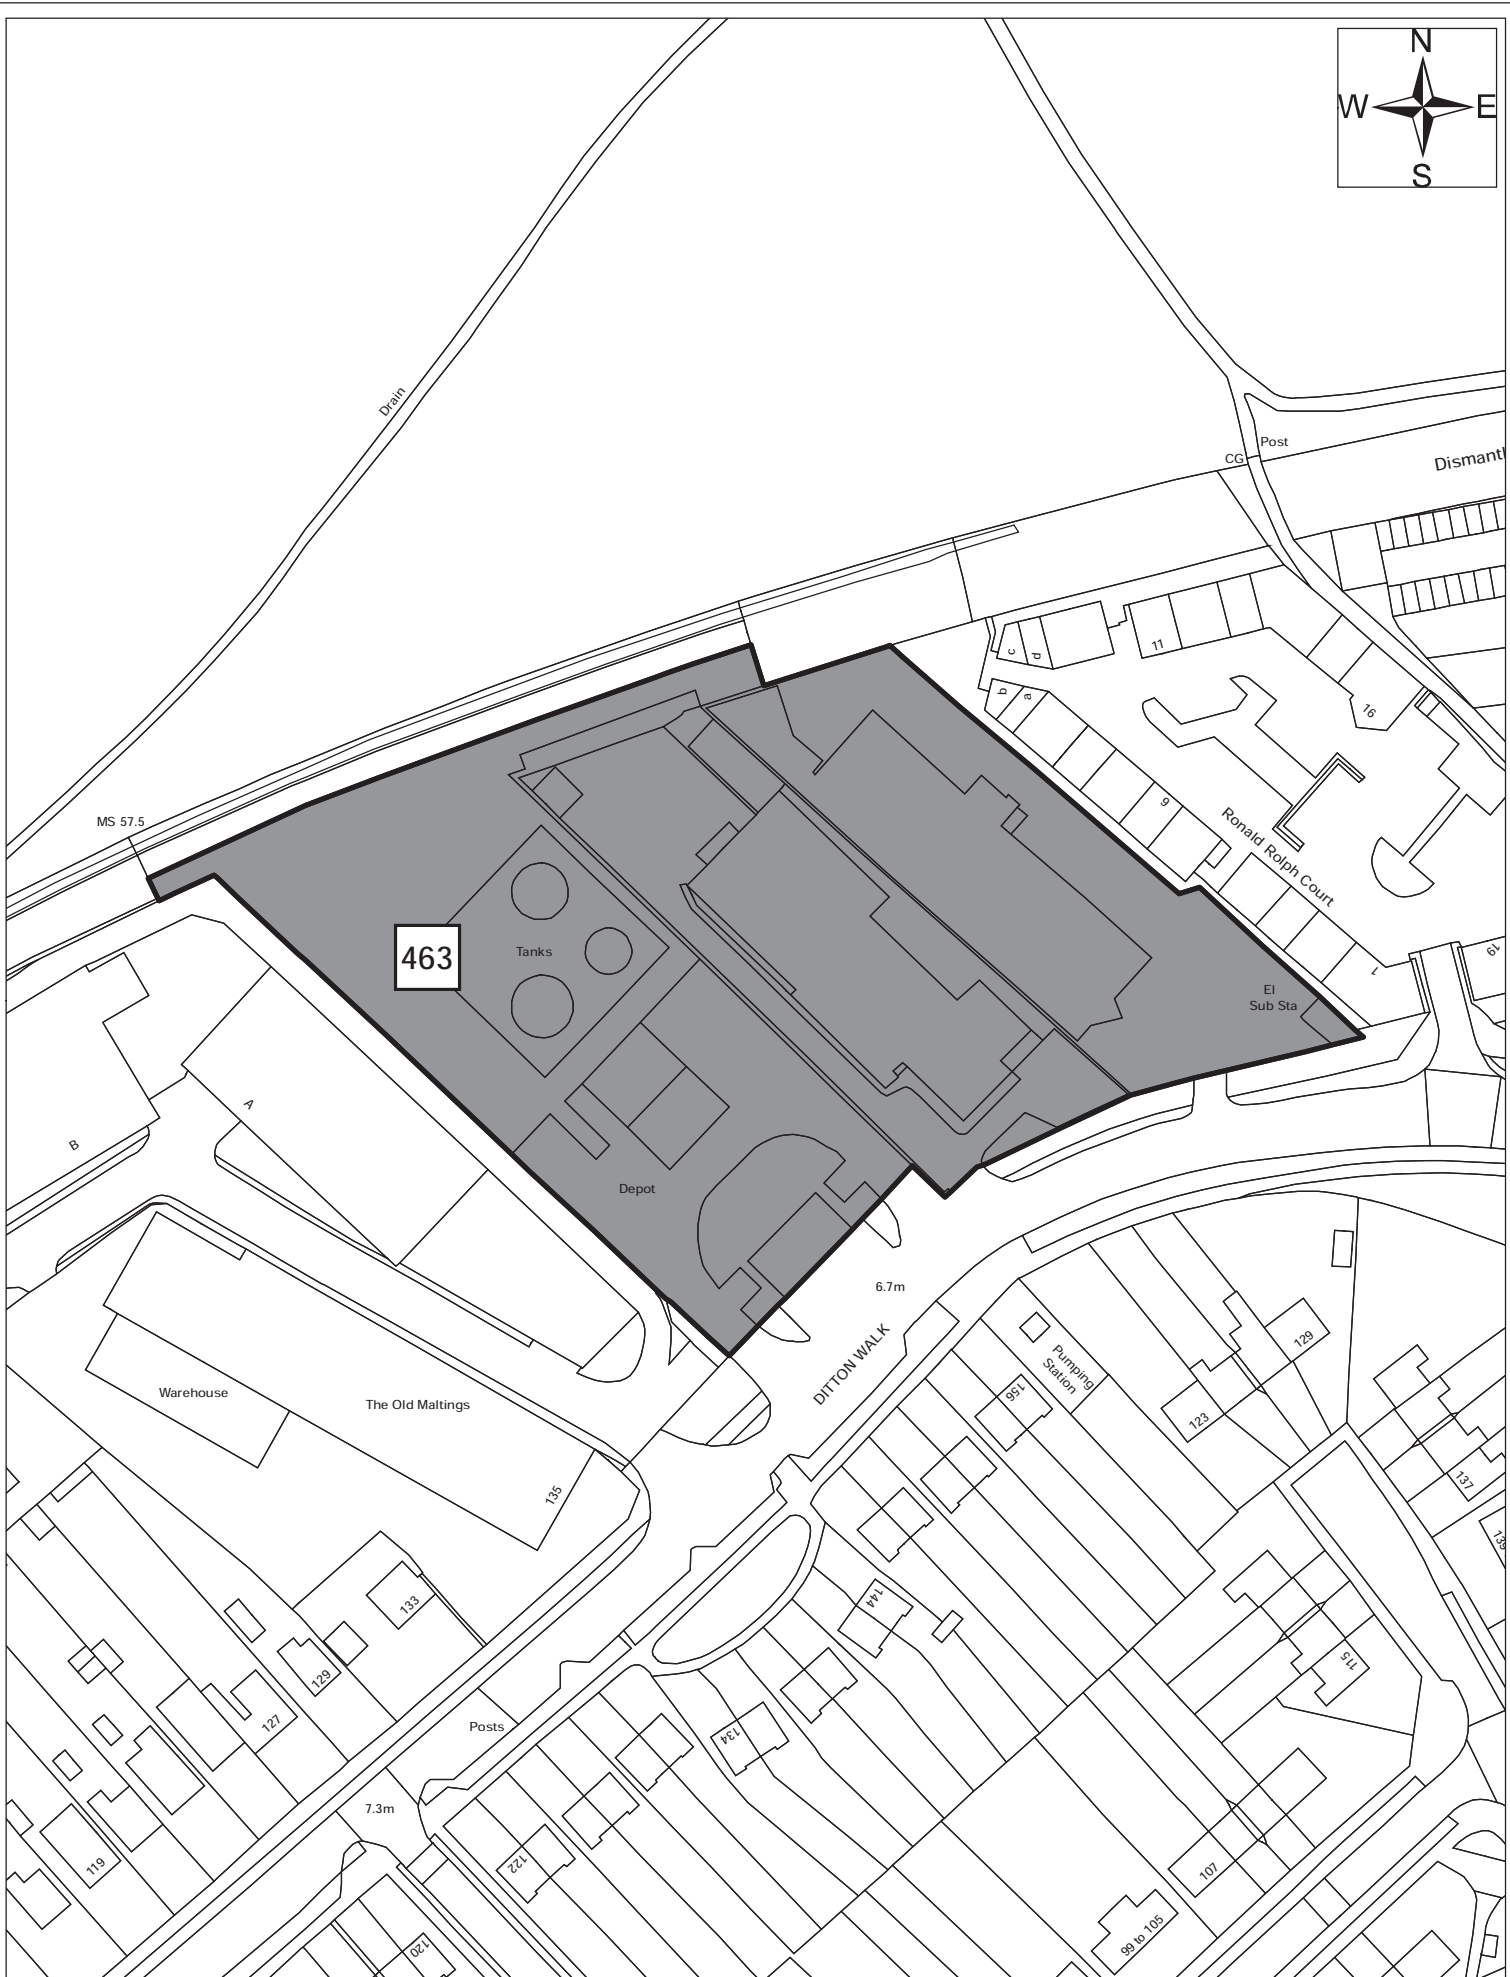 N
W E
S
Drain
Post
CG
Dismantl
c
d
11
b
a
16
MS 57.5
9
Ronald Rolph Court
463
Tanks
19
1
El
Sub Sta
A
B
Depot
6.7m
DITTON WALK
Pumping
Station
129
156
123
Warehouse
The Old Maltings
137
135
139
133
144
129
115
127
134
Posts
7.3m
119
122
107
99 to 105
120